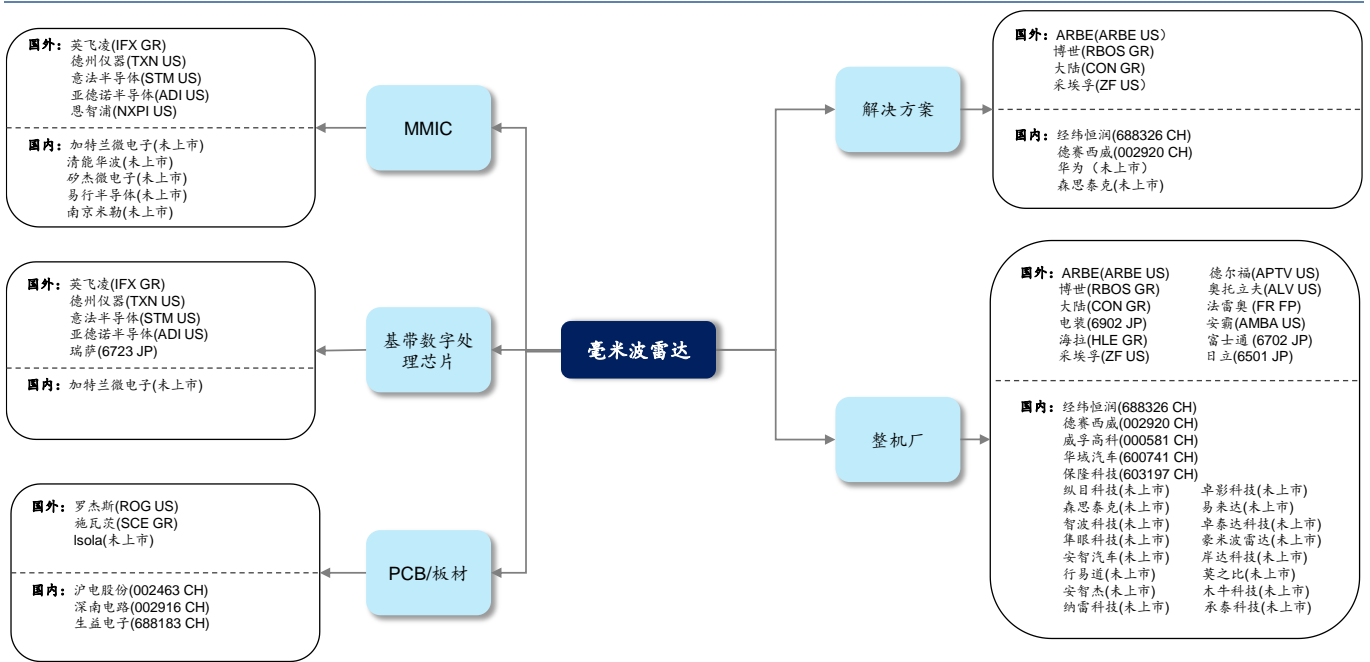 国外：英飞凌(IFX GR)
德州仪器(TXN US)
意法半导体(STM US)
亚德诺半导体(ADI US)
恩智浦(NXPI US)
国内：加特兰微电子(未上市)
清能华波(未上市)
矽杰微电子(未上市)
易行半导体(未上市)
南京米勒(未上市)
MMIC
国外：英飞凌(IFX GR)
德州仪器(TXN US)
意法半导体(STM US)
亚德诺半导体(ADI US)
瑞萨(6723 JP)
国内：加特兰微电子(未上市)
基带数字处
理芯片
国外：罗杰斯(ROG US)
施瓦茨(SCE GR)
Isola(未上市)
国内：沪电股份(002463 CH)
深南电路(002916 CH)
生益电子(688183 CH)
PCB/板材
毫米波雷达
解决方案
国外：ARBE(ARBE US）
博世(RBOS GR)
大陆(CON GR)
采埃孚(ZF US）
国内：经纬恒润(688326 CH)
德赛西威(002920 CH)
华为（未上市）
森思泰克(未上市)
整机厂
国外：ARBE(ARBE US) 德尔福(APTV US)
博世(RBOS GR) 奥托立夫(ALV US)
大陆(CON GR) 法雷奥 (FR FP)
电装(6902 JP) 安霸(AMBA US)
海拉(HLE GR) 富士通 (6702 JP)
采埃孚(ZF US) 日立(6501 JP)
国内：经纬恒润(688326 CH)
德赛西威(002920 CH)
威孚高科(000581 CH)
华域汽车(600741 CH)
保隆科技(603197 CH)
纵目科技(未上市) 卓影科技(未上市)
森思泰克(未上市) 易来达(未上市)
智波科技(未上市) 卓泰达科技(未上市)
隼眼科技(未上市) 豪米波雷达(未上市)
安智汽车(未上市) 岸达科技(未上市)
行易道(未上市) 莫之比(未上市)
安智杰(未上市) 木牛科技(未上市)
纳雷科技(未上市) 承泰科技(未上市)